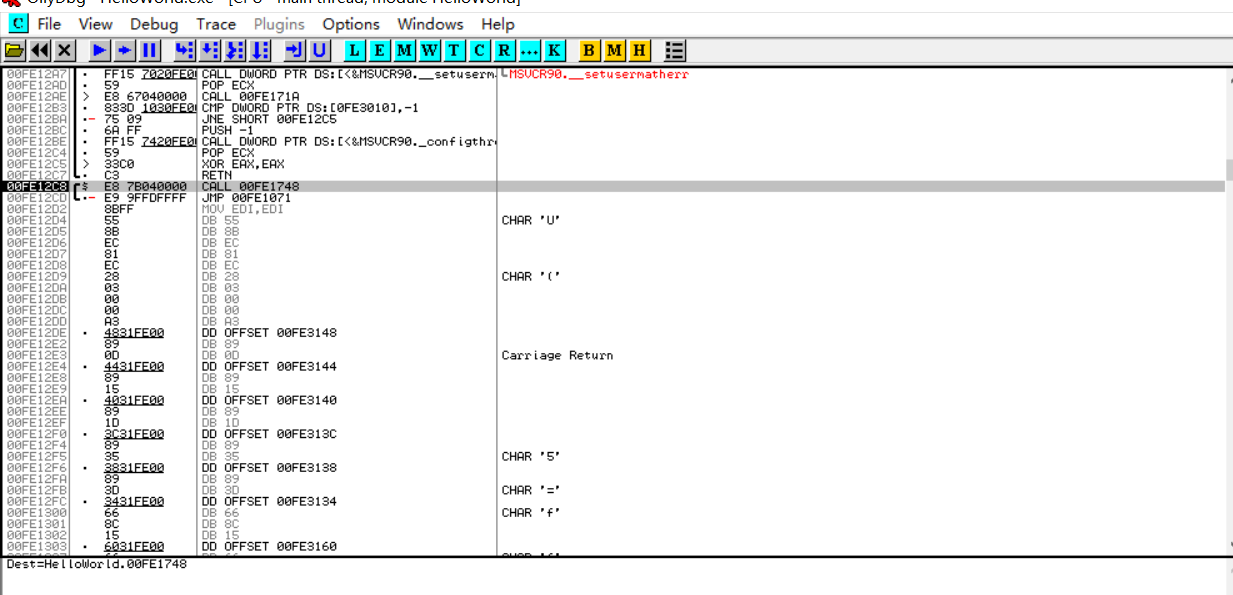 OllyDbg - HelloWorld.exe - [CPU - main thread, module HelloWorld]
C File View Debug Trace Plugins Options Windows Help
U L E M W T C R ... K B M H
00FE12A7 . FF15 7020FE0 CALL DWORD PTR DS:[<&MSVCR90.__setuserm MSVCR90.__setusermatherr
00FE12AD . 59 POP ECX
00FE12AE > E8 67040000 CALL 00FE171A
00FE12B3 . 833D 1030FE0 CMP DWORD PTR DS:[0FE3010],-1
00FE12BA .- 75 09 JNE SHORT 00FE12C5
00FE12BC . 6A FF PUSH -1
00FE12BE . FF15 7420FE0 CALL DWORD PTR DS:[<&MSVCR90._configthr
00FE12C4 . 59 POP ECX
00FE12C5 > 33C0 XOR EAX,EAX
00FE12C7 . C3 RETN
00FE12C8 $ E8 7B040000 CALL 00FE1748
00FE12CD .- E9 9FFDFFFF JMP 00FE1071
00FE12D2 8BFF MOV EDI,EDI
00FE12D4 55 DB 55 CHAR 'U'
00FE12D5 8B DB 8B
00FE12D6 EC DB EC
00FE12D7 81 DB 81
00FE12D8 EC DB EC
00FE12D9 28 DB 28 CHAR '('
00FE12DA 03 DB 03
00FE12DB 00 DB 00
00FE12DC 00 DB 00
00FE12DD A3 DB A3
00FE12DE . 4831FE00 DD OFFSET 00FE3148
00FE12E2 89 DB 89
00FE12E3 0D DB 0D Carriage Return
00FE12E4 . 4431FE00 DD OFFSET 00FE3144
00FE12E8 89 DB 89
00FE12E9 15 DB 15
00FE12EA . 4031FE00 DD OFFSET 00FE3140
00FE12EE 89 DB 89
00FE12EF 1D DB 1D
00FE12F0 . 3C31FE00 DD OFFSET 00FE313C
00FE12F4 89 DB 89
00FE12F5 35 DB 35 CHAR '5'
00FE12F6 . 3831FE00 DD OFFSET 00FE3138
00FE12FA 89 DB 89
00FE12FB 3D DB 3D CHAR '='
00FE12FC . 3431FE00 DD OFFSET 00FE3134
00FE1300 66 DB 66 CHAR 'f'
00FE1301 8C DB 8C
00FE1302 15 DB 15
00FE1303 . 6031FE00 DD OFFSET 00FE3160
Dest=HelloWorld.00FE1748